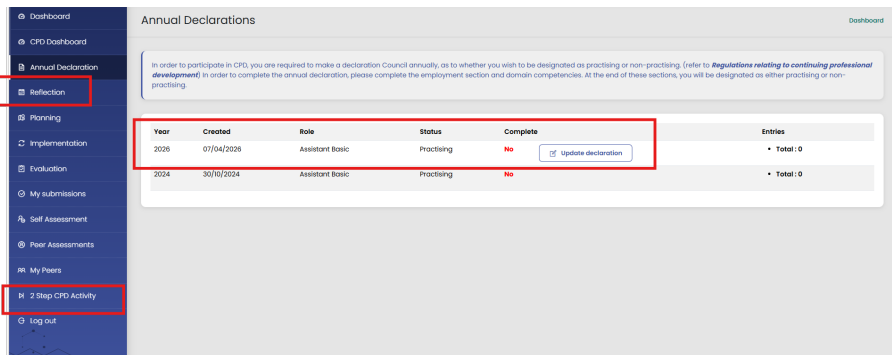 Dashboard
CPD Dashboard
Annual Declaration
Reflection
Planning
Implementation
Evaluation
My submissions
Self Assessment
Peer Assessments
My Peers
2 Step CPD Activity
Log out
Annual Declarations
Dashboard
In order to participate in CPD, you are required to make a declaration Council annually, as to whether you wish to be designated as practising or non-practising. (refer to Regulations relating to continuing professional
development) In order to complete the annual declaration, please complete the employment section and domain competencies. At the end of these sections, you will be designated as either practising or non-
practising.
Year Created Role Status Complete Entries
2026 07/04/2026 Assistant Basic Practising No Update declaration • Total : 0
2024 30/10/2024 Assistant Basic Practising No • Total : 0